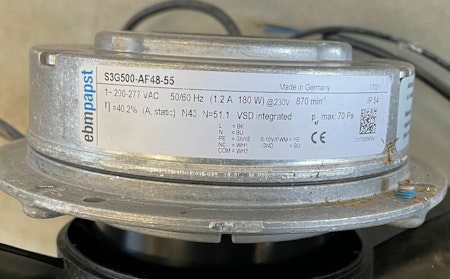 ebmpapst
S3G500-AF48-55
Made in Germany 17/21
1~ 200-277 VAC 50/60 Hz (1.2 A 180 W) @230V 870 min⁻¹ IP 54
η=40.2% (A, static) N40 N=51.1 VSD integrated p max. 70 Pa
L = BK
N = BU
PE = GNYE 0-10V/PWM = YE
NC = WH1 GND = BU
COM = WH2